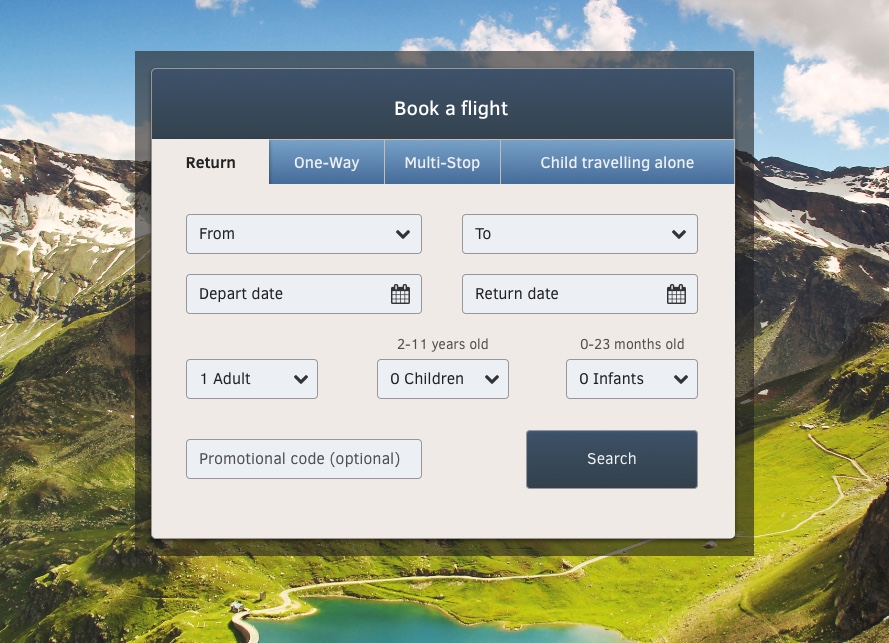 Book a flight
Return One-Way Multi-Stop Child travelling alone
From To
Depart date Return date
2-11 years old 0-23 months old
1 Adult 0 Children 0 Infants
Promotional code (optional) Search